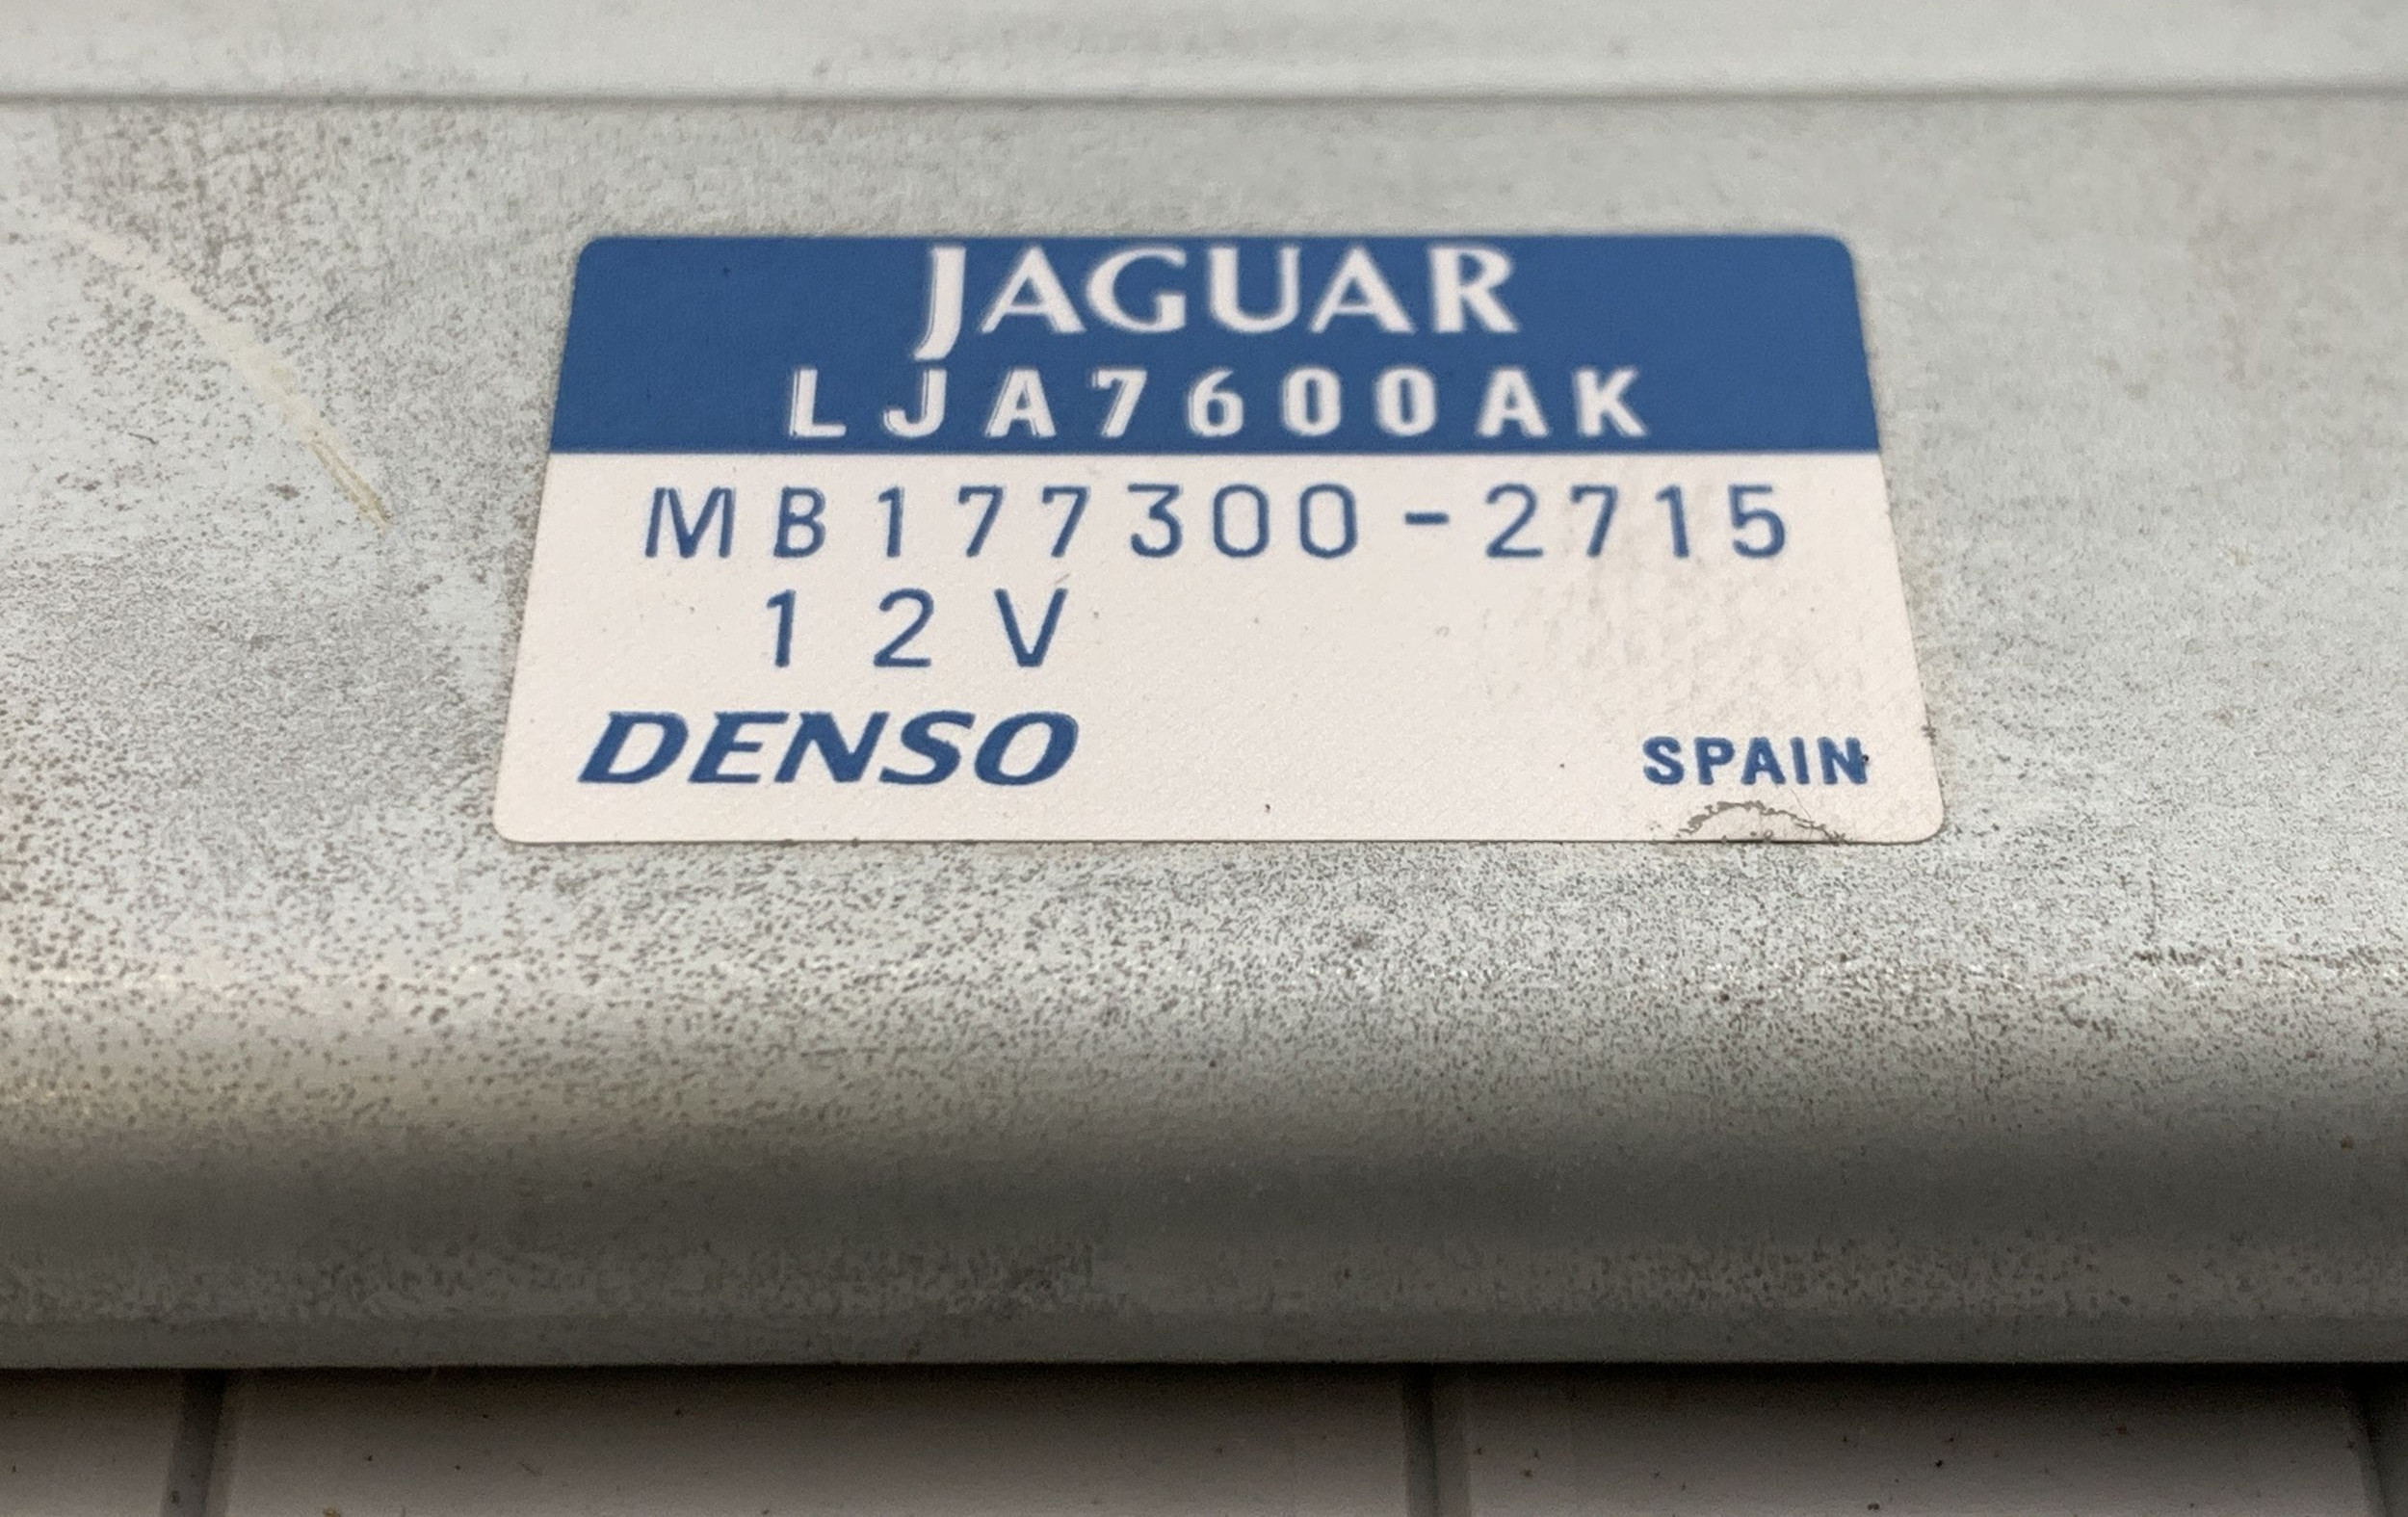 JAGUAR
LJA7600AK
MB177300-2715
12V
DENSO
SPAIN